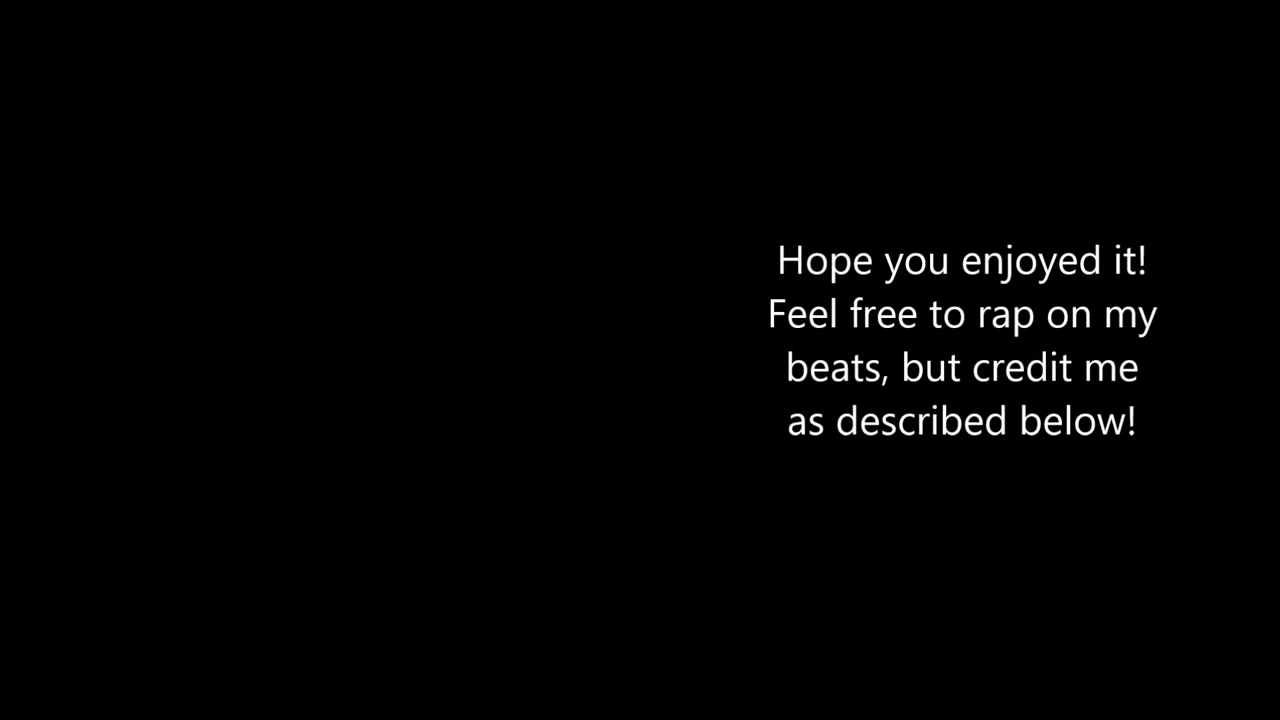 Hope you enjoyed it!
Feel free to rap on my
beats, but credit me
as described below!